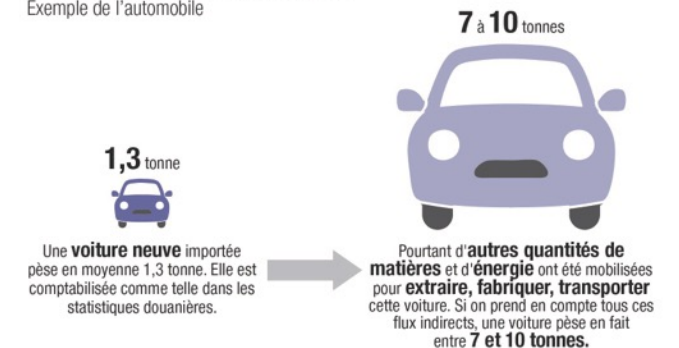 Exemple de l'automobile
7 à 10 tonnes
1,3 tonne
Une voiture neuve importée
pèse en moyenne 1,3 tonne. Elle est
comptabilisée comme telle dans les
statistiques douanières.
Pourtant d'autres quantités de
matières et d'énergie ont été mobilisées
pour extraire, fabriquer, transporter
cette voiture. Si on prend en compte tous ces
flux indirects, une voiture pèse en fait
entre 7 et 10 tonnes.